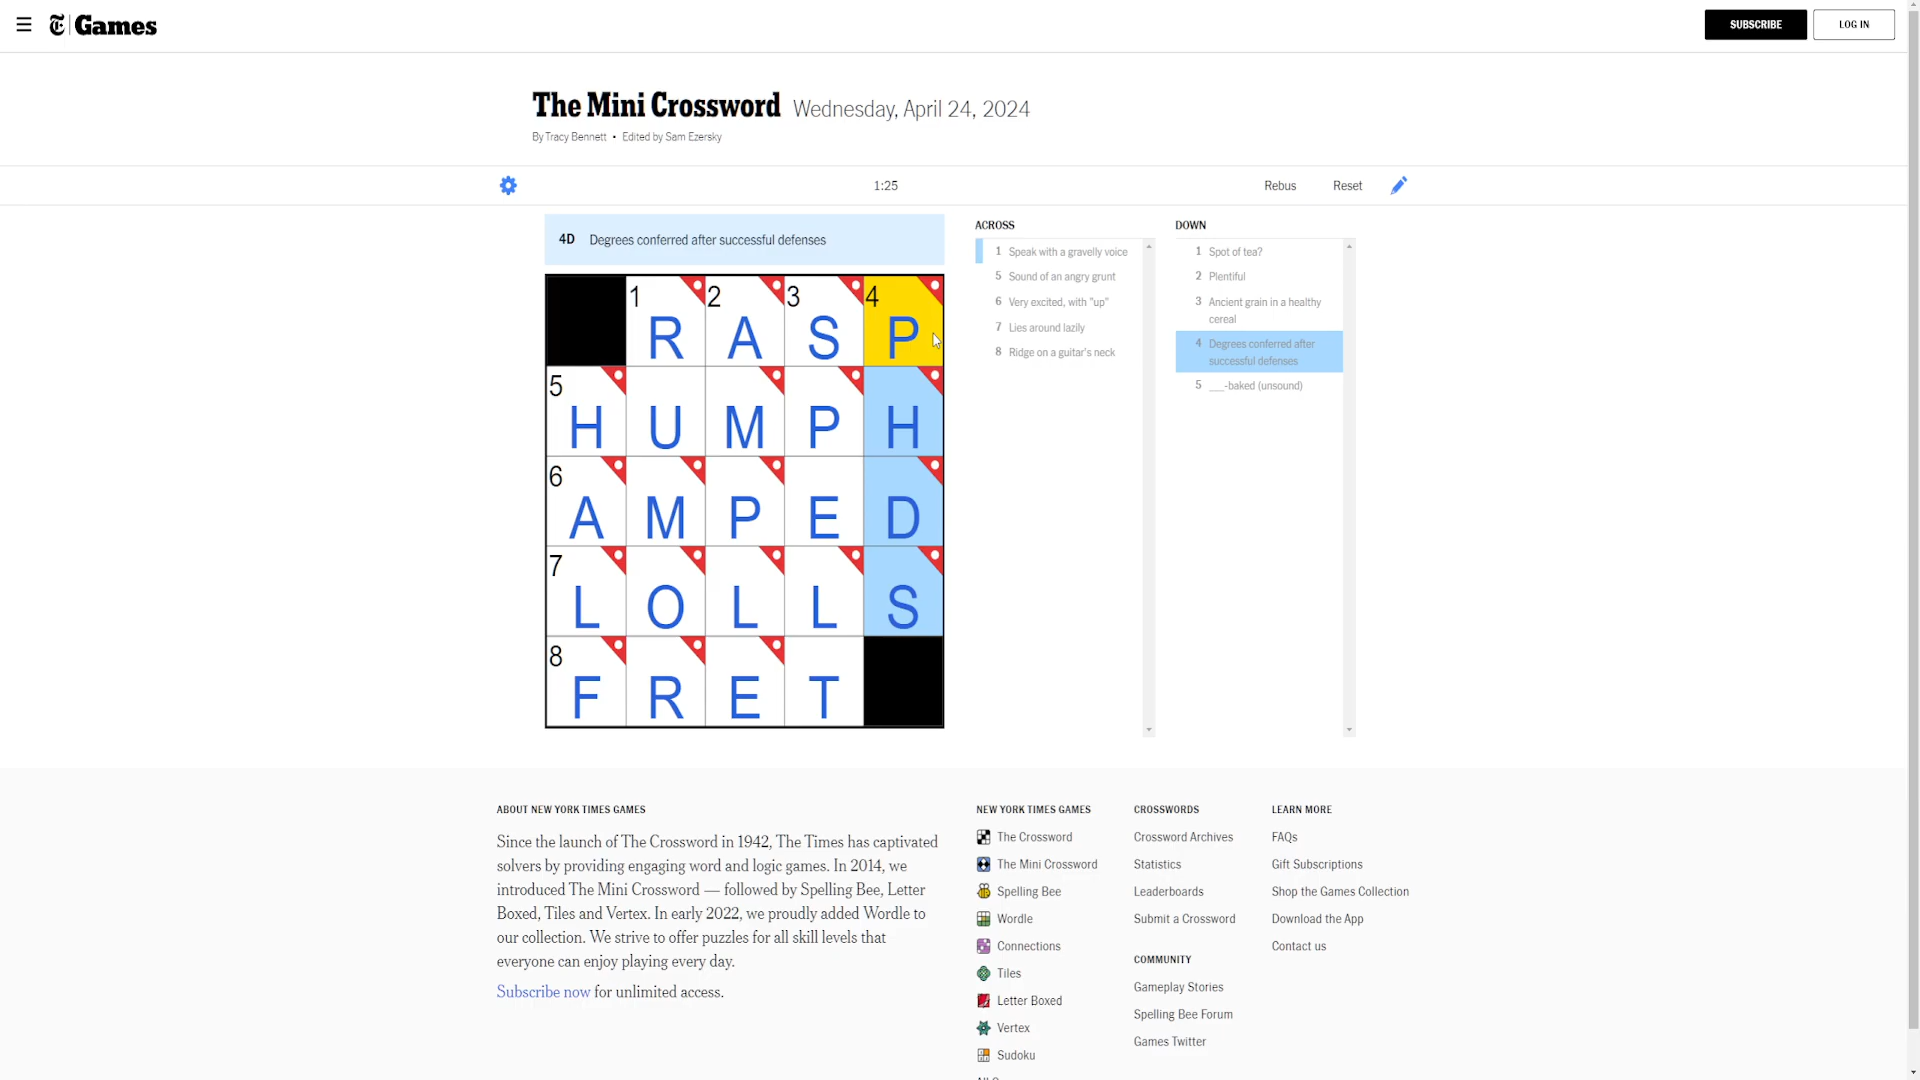 Games
SUBSCRIBE
LOG IN
The Mini Crossword Wednesday, April 24, 2024
By Tracy Bennett • Edited by Sam Ezersky
1:25
Rebus
Reset
4D Degrees conferred after successful defenses
1 R 2 A 3 S 4 P
5 H U M P H
6 A M P E D
7 L O L L S
8 F R E T
ACROSS
1 Speak with a gravelly voice
5 Sound of an angry grunt
6 Very excited, with "up"
7 Lies around lazily
8 Ridge on a guitar's neck
DOWN
1 Spot of tea?
2 Plentiful
3 Ancient grain in a healthy
cereal
4 Degrees conferred after
successful defenses
5 ___-baked (unsound)
ABOUT NEW YORK TIMES GAMES
Since the launch of The Crossword in 1942, The Times has captivated
solvers by providing engaging word and logic games. In 2014, we
introduced The Mini Crossword — followed by Spelling Bee, Letter
Boxed, Tiles and Vertex. In early 2022, we proudly added Wordle to
our collection. We strive to offer puzzles for all skill levels that
everyone can enjoy playing every day.
Subscribe now for unlimited access.
NEW YORK TIMES GAMES
The Crossword
The Mini Crossword
Spelling Bee
Wordle
Connections
Tiles
Letter Boxed
Vertex
Sudoku
CROSSWORDS
Crossword Archives
Statistics
Leaderboards
Submit a Crossword
COMMUNITY
Gameplay Stories
Spelling Bee Forum
Games Twitter
LEARN MORE
FAQs
Gift Subscriptions
Shop the Games Collection
Download the App
Contact us